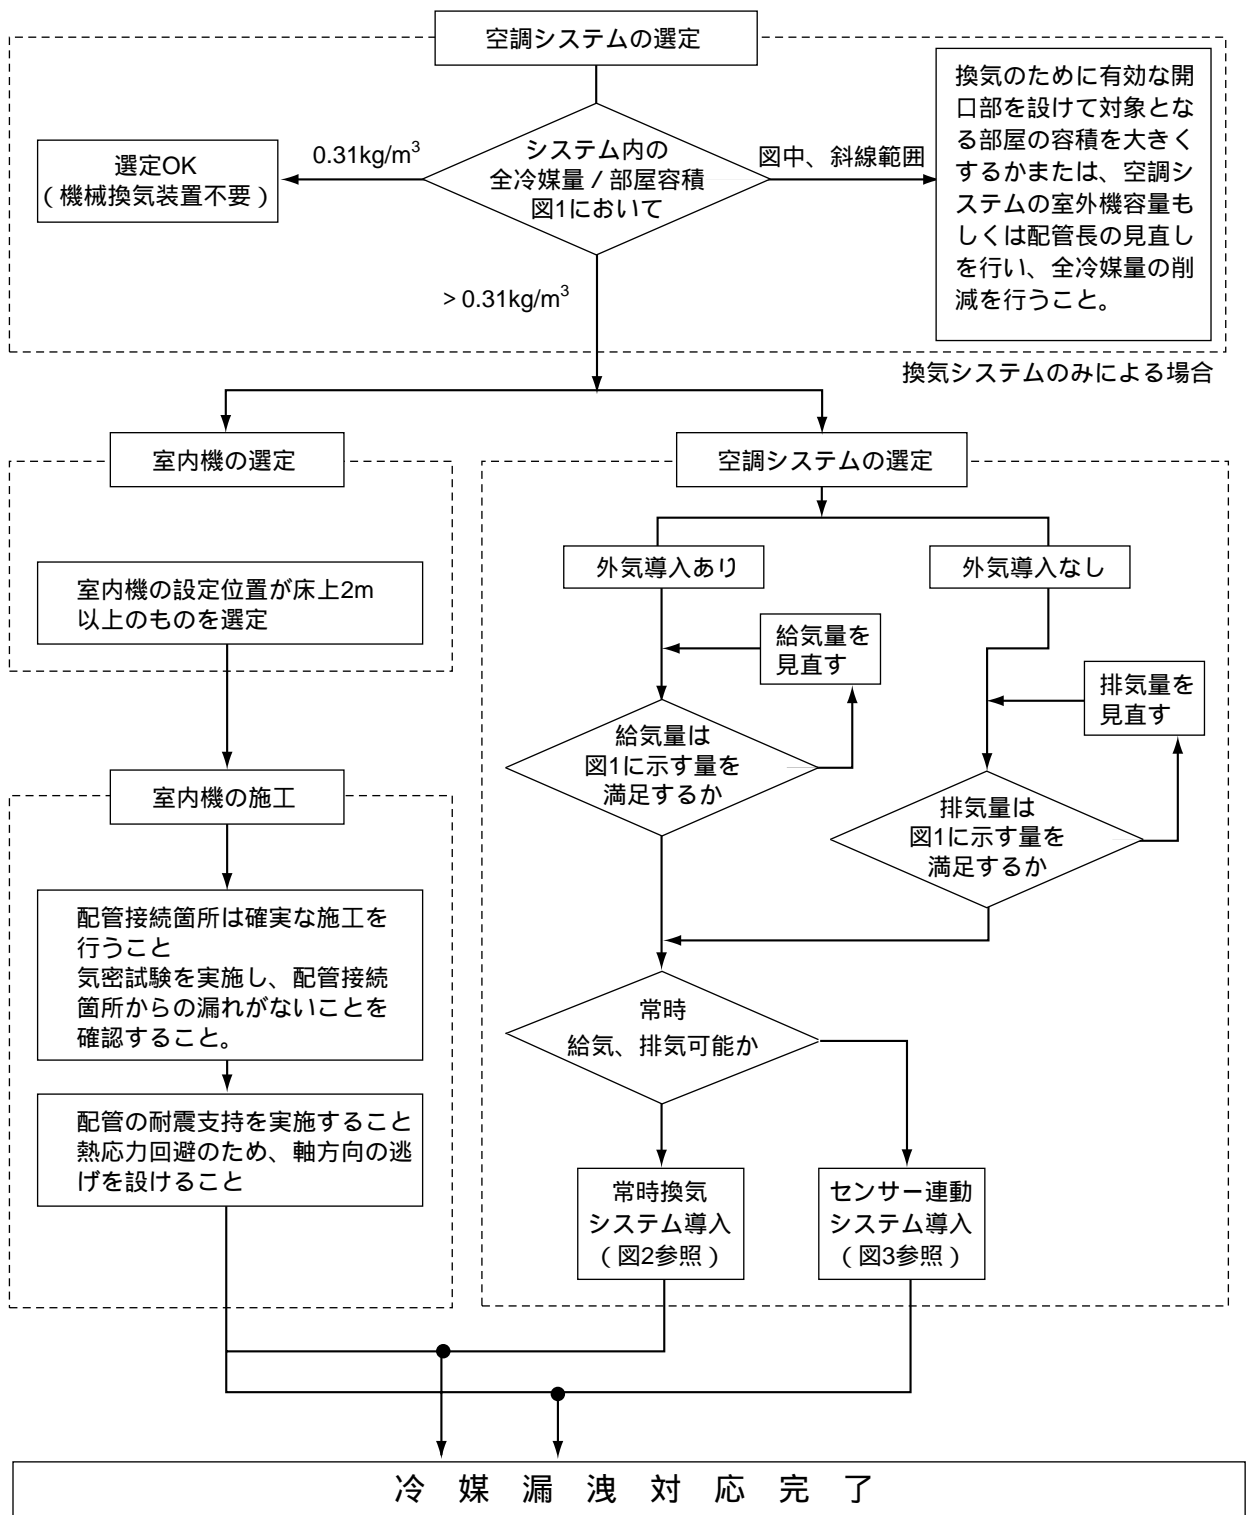 空調システムの選定
システム内の
全冷媒量 / 部屋容積
図1において
0.31kg/m³
選定OK
(機械換気装置不要)
図中、斜線範囲
換気のために有効な開
口部を設けて対象とな
る部屋の容積を大きく
するかまたは、空調シ
ステムの室外機容量も
しくは配管長の見直し
を行い、全冷媒量の削
減を行うこと。
> 0.31kg/m³
換気システムのみによる場合
室内機の選定
室内機の設定位置が床上2m
以上のものを選定
室内機の施工
配管接続箇所は確実な施工を
行うこと
気密試験を実施し、配管接続
箇所からの漏れがないことを
確認すること。
配管の耐震支持を実施すること
熱応力回避のため、軸方向の逃
げを設けること
空調システムの選定
外気導入あり
外気導入なし
給気量を
見直す
給気量は
図1に示す量を
満足するか
排気量を
見直す
排気量は
図1に示す量を
満足するか
常時
給気、排気可能か
常時換気
システム導入
(図2参照)
センサー連動
システム導入
(図3参照)
冷媒漏洩対応完了